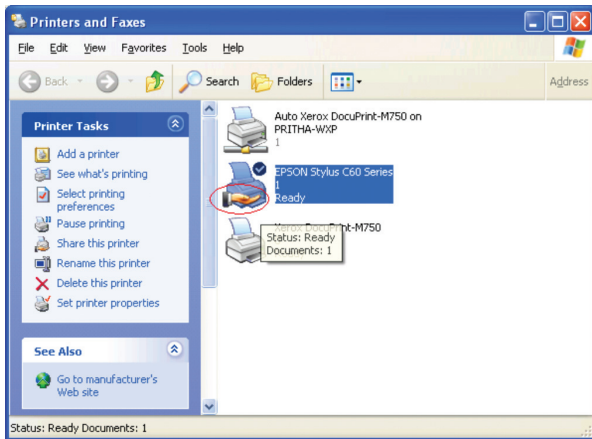 Printers and Faxes
File Edit View Favorites Tools Help
Back Search Folders Address
Printer Tasks
Add a printer
See what's printing
Select printing
preferences
Pause printing
Share this printer
Rename this printer
Delete this printer
Set printer properties
See Also
Go to manufacturer's
Web site
Auto Xerox DocuPrint-M750 on
PRITHA-WXP
1
EPSON Stylus C60 Series
1
Ready
Xerox DocuPrint-M750
Status: Ready
Documents: 1
Status: Ready Documents: 1